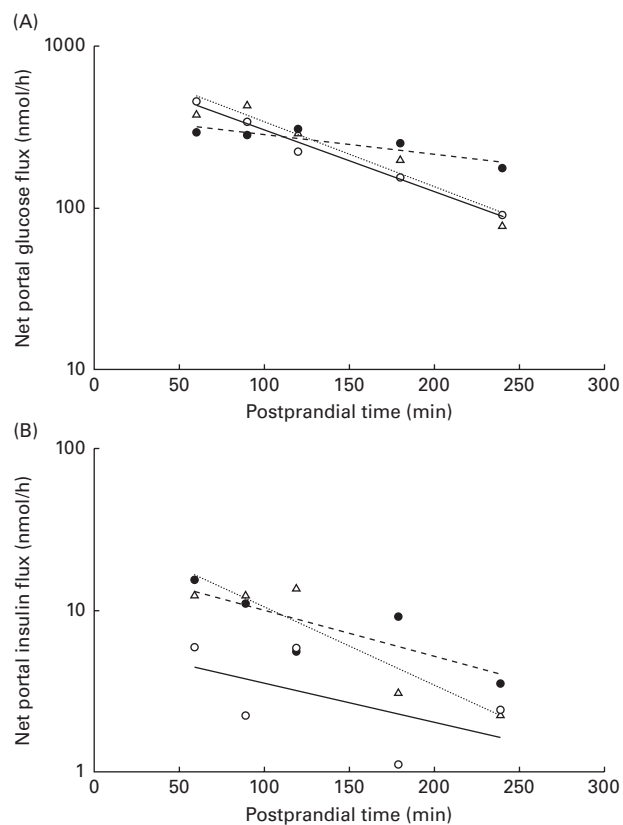 (A)
1000
100
10
Net portal glucose flux (nmol/h)
0 50 100 150 200 250 300
Postprandial time (min)
(B)
100
10
1
Net portal insulin flux (nmol/h)
0 50 100 150 200 250 300
Postprandial time (min)